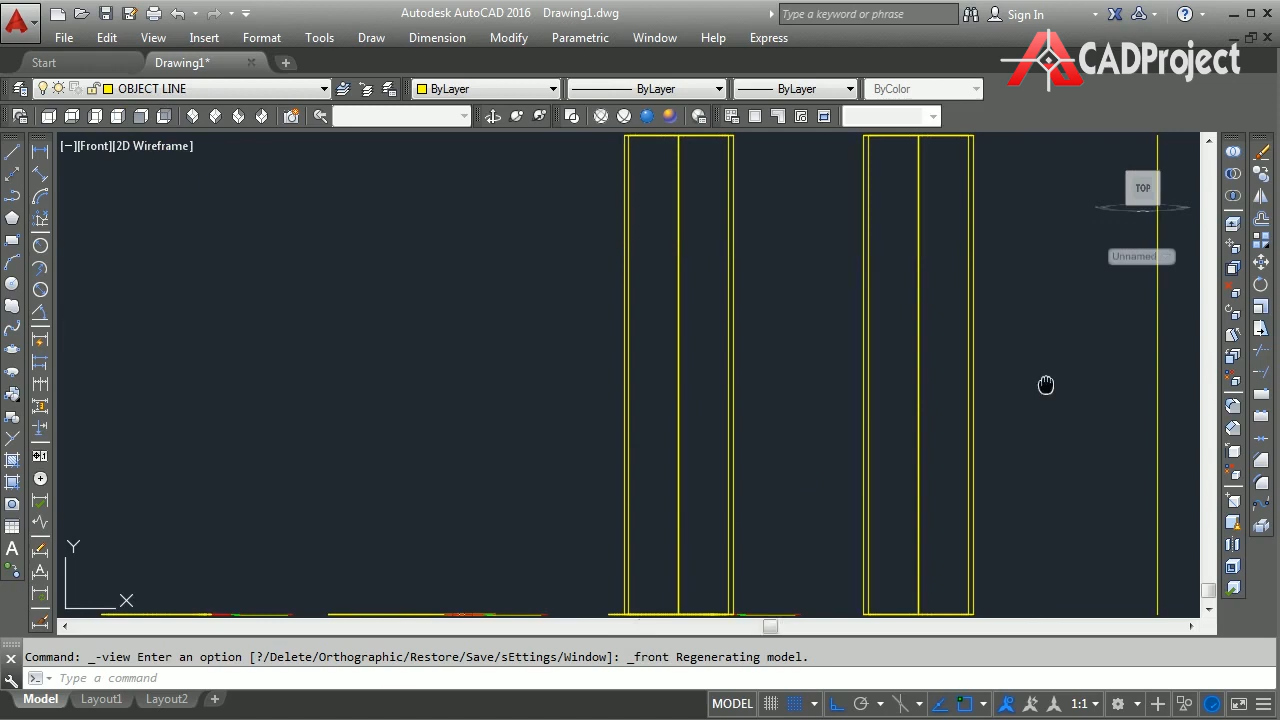 Autodesk AutoCAD 2016 Drawing1.dwg
Type a keyword or phrase
Sign In
File Edit View Insert Format Tools Draw Dimension Modify Parametric Window Help Express
CADProject
Start
Drawing1*
OBJECT LINE
ByLayer
ByLayer
ByLayer
ByColor
[−][Front][2D Wireframe]
TOP
Unnamed
Y
X
Command: _-view Enter an option [?/Delete/Orthographic/Restore/Save/sEttings/Window]: _front Regenerating model.
Type a command
Model Layout1 Layout2
MODEL
1:1